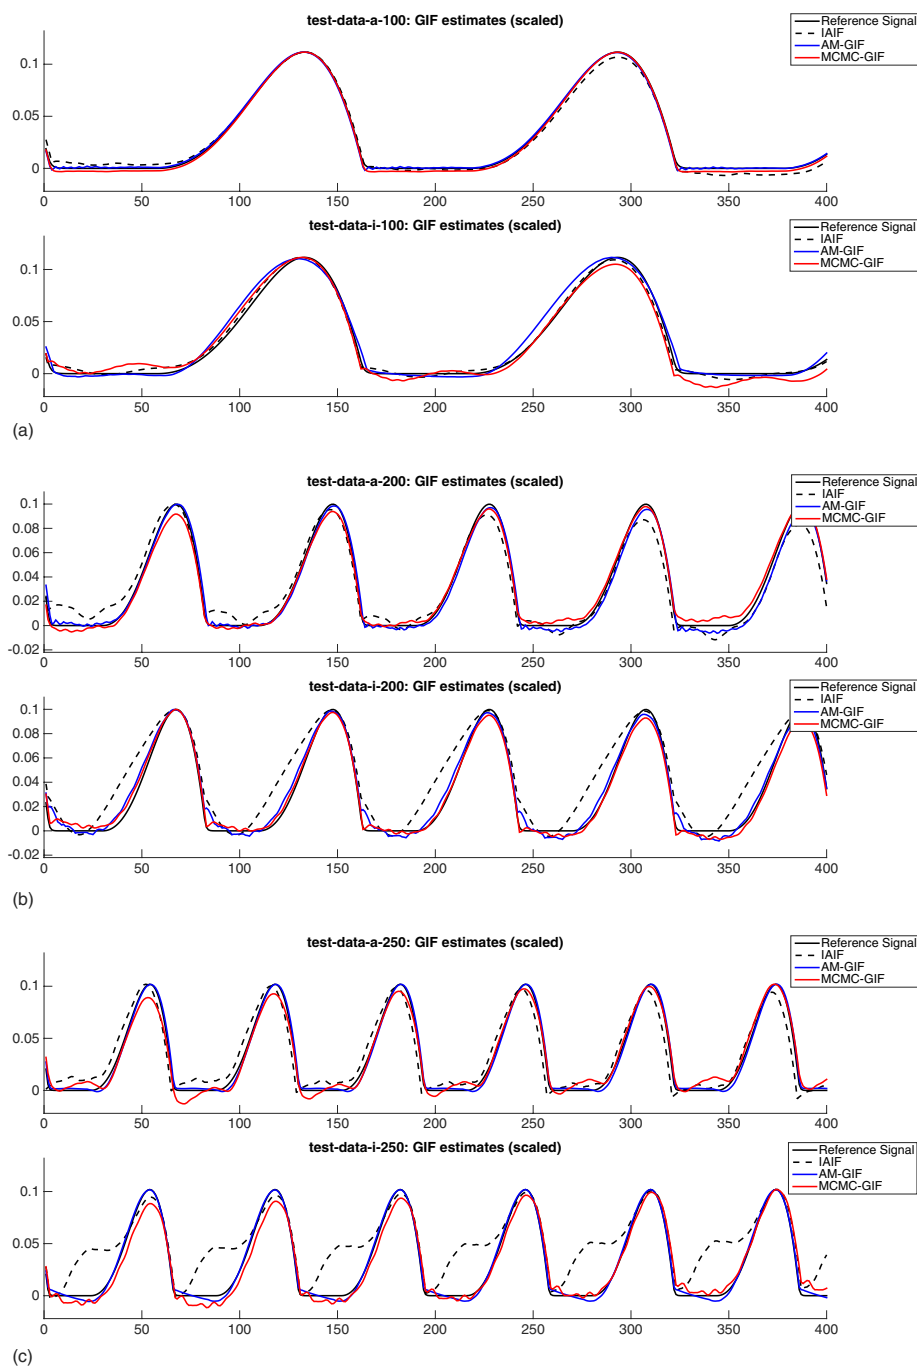 test-data-a-100: GIF estimates (scaled)
Reference Signal
IAIF
AM-GIF
MCMC-GIF
0.1
0.05
0
0 50 100 150 200 250 300 350 400
test-data-i-100: GIF estimates (scaled)
Reference Signal
IAIF
AM-GIF
MCMC-GIF
0.1
0.05
0
0 50 100 150 200 250 300 350 400
(a)
test-data-a-200: GIF estimates (scaled)
Reference Signal
IAIF
AM-GIF
MCMC-GIF
0.1
0.08
0.06
0.04
0.02
0
-0.02
0 50 100 150 200 250 300 350 400
test-data-i-200: GIF estimates (scaled)
Reference Signal
IAIF
AM-GIF
MCMC-GIF
0.1
0.08
0.06
0.04
0.02
0
-0.02
0 50 100 150 200 250 300 350 400
(b)
test-data-a-250: GIF estimates (scaled)
Reference Signal
IAIF
AM-GIF
MCMC-GIF
0.1
0.05
0
0 50 100 150 200 250 300 350 400
test-data-i-250: GIF estimates (scaled)
Reference Signal
IAIF
AM-GIF
MCMC-GIF
0.1
0.05
0
0 50 100 150 200 250 300 350 400
(c)